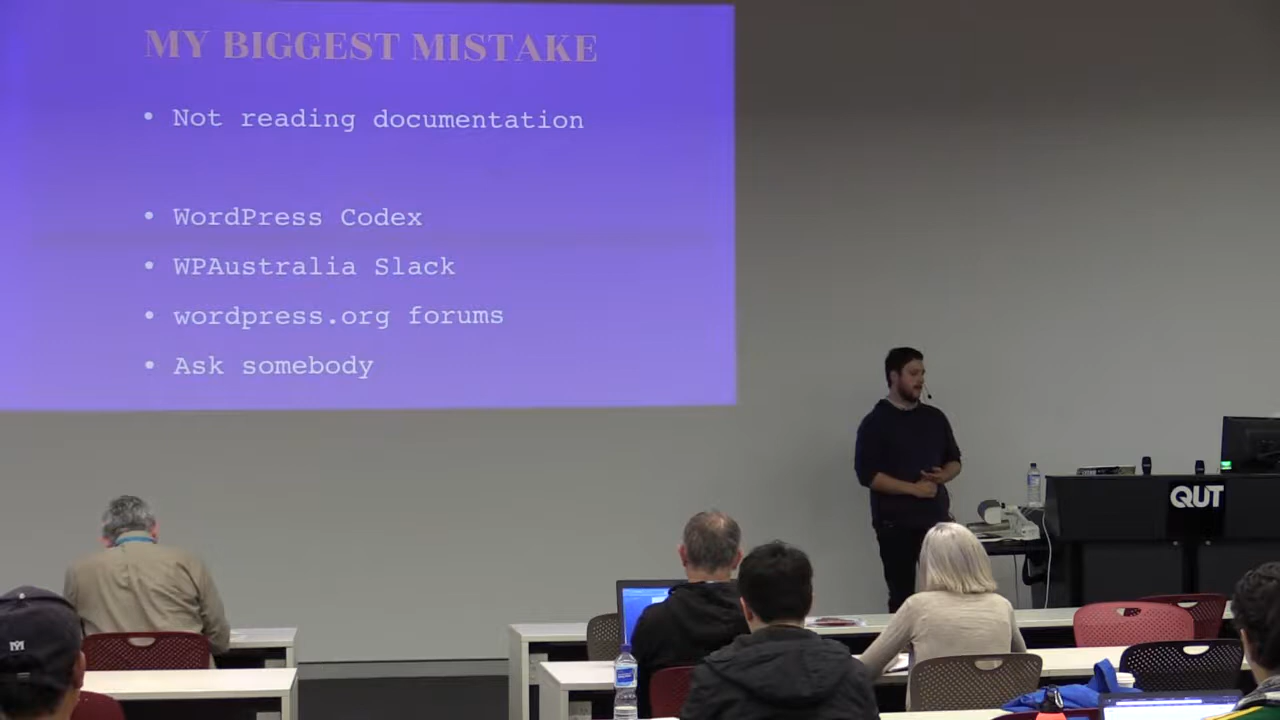 MY BIGGEST MISTAKE
• Not reading documentation
• WordPress Codex
• WPAustralia Slack
• wordpress.org forums
• Ask somebody
QUT